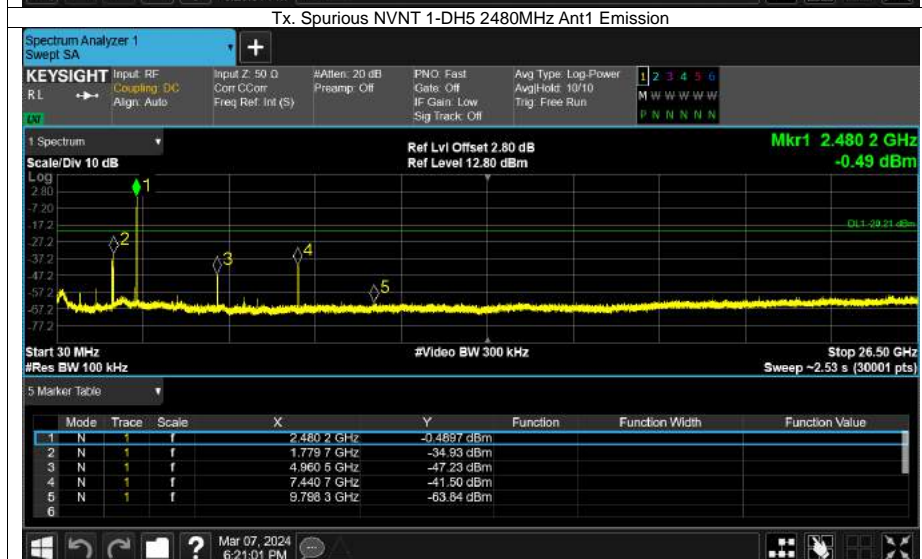 Tx. Spurious NVNT 1-DH5 2480MHz Ant1 Emission
Spectrum Analyzer 1
Swept SA
+
KEYSIGHT Input: RF Input Z: 50 Ω #Atten: 20 dB PNO: Fast Avg Type: Log-Power 1 2 3 4 5 6
RL Coupling: DC Corr CCorr Preamp: Off Gate: Off Avg|Hold: 10/10 M W W W W W
Align: Auto Freq Ref: Int (S) IF Gain: Low Trig: Free Run
Sig Track: Off P N N N N N
1 Spectrum
Scale/Div 10 dB
Ref Lvl Offset 2.80 dB
Ref Level 12.80 dBm
Mkr1 2.480 2 GHz
-0.49 dBm
Log
2.80
-7.20
-17.2
-27.2
-37.2
-47.2
-57.2
-67.2
-77.2
1
2
3
4
5
DL1 -20.21 dBm
Start 30 MHz #Video BW 300 kHz Stop 26.50 GHz
#Res BW 100 kHz Sweep ~2.53 s (30001 pts)
5 Marker Table
Mode Trace Scale X Y Function Function Width Function Value
1 N 1 f 2.480 2 GHz -0.4897 dBm
2 N 1 f 1.779 7 GHz -34.93 dBm
3 N 1 f 4.960 5 GHz -47.23 dBm
4 N 1 f 7.440 7 GHz -41.50 dBm
5 N 1 f 9.798 3 GHz -63.84 dBm
6
?
Mar 07, 2024
6:21:01 PM